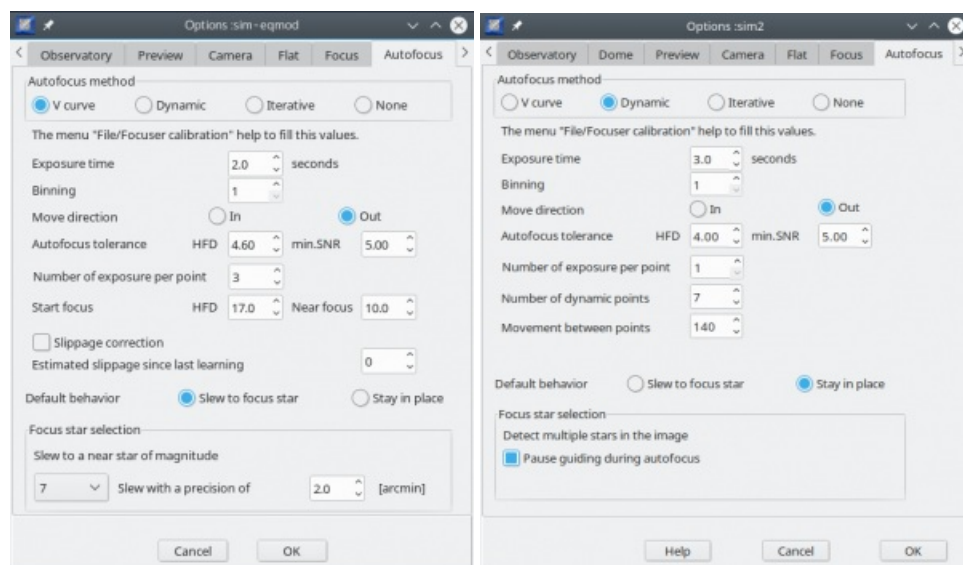 Options :sim-eqmod
Observatory Preview Camera Flat Focus Autofocus
Autofocus method
V curve Dynamic Iterative None
The menu "File/Focuser calibration" help to fill this values.
Exposure time 2.0 seconds
Binning 1
Move direction In Out
Autofocus tolerance HFD 4.60 min.SNR 5.00
Number of exposure per point 3
Start focus HFD 17.0 Near focus 10.0
Slippage correction
Estimated slippage since last learning 0
Default behavior Slew to focus star Stay in place
Focus star selection
Slew to a near star of magnitude
7 Slew with a precision of 2.0 [arcmin]
Cancel OK
Options :sim2
Observatory Dome Preview Camera Flat Focus Autofocus
Autofocus method
V curve Dynamic Iterative None
The menu "File/Focuser calibration" help to fill this values.
Exposure time 3.0 seconds
Binning 1
Move direction In Out
Autofocus tolerance HFD 4.00 min.SNR 5.00
Number of exposure per point 1
Number of dynamic points 7
Movement between points 140
Default behavior Slew to focus star Stay in place
Focus star selection
Detect multiple stars in the image
Pause guiding during autofocus
Help Cancel OK